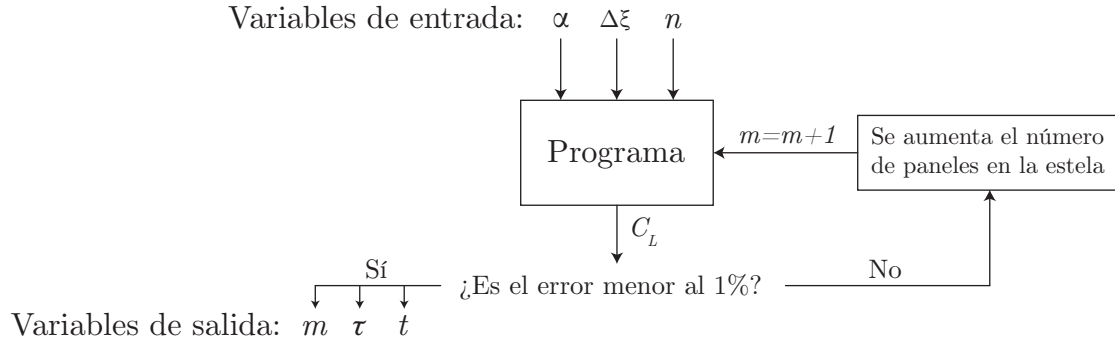 Variables de entrada: α Δξ n
Programa
m=m+1
Se aumenta el número
de paneles en la estela
C_L
Sí
¿Es el error menor al 1%?
No
Variables de salida: m τ t